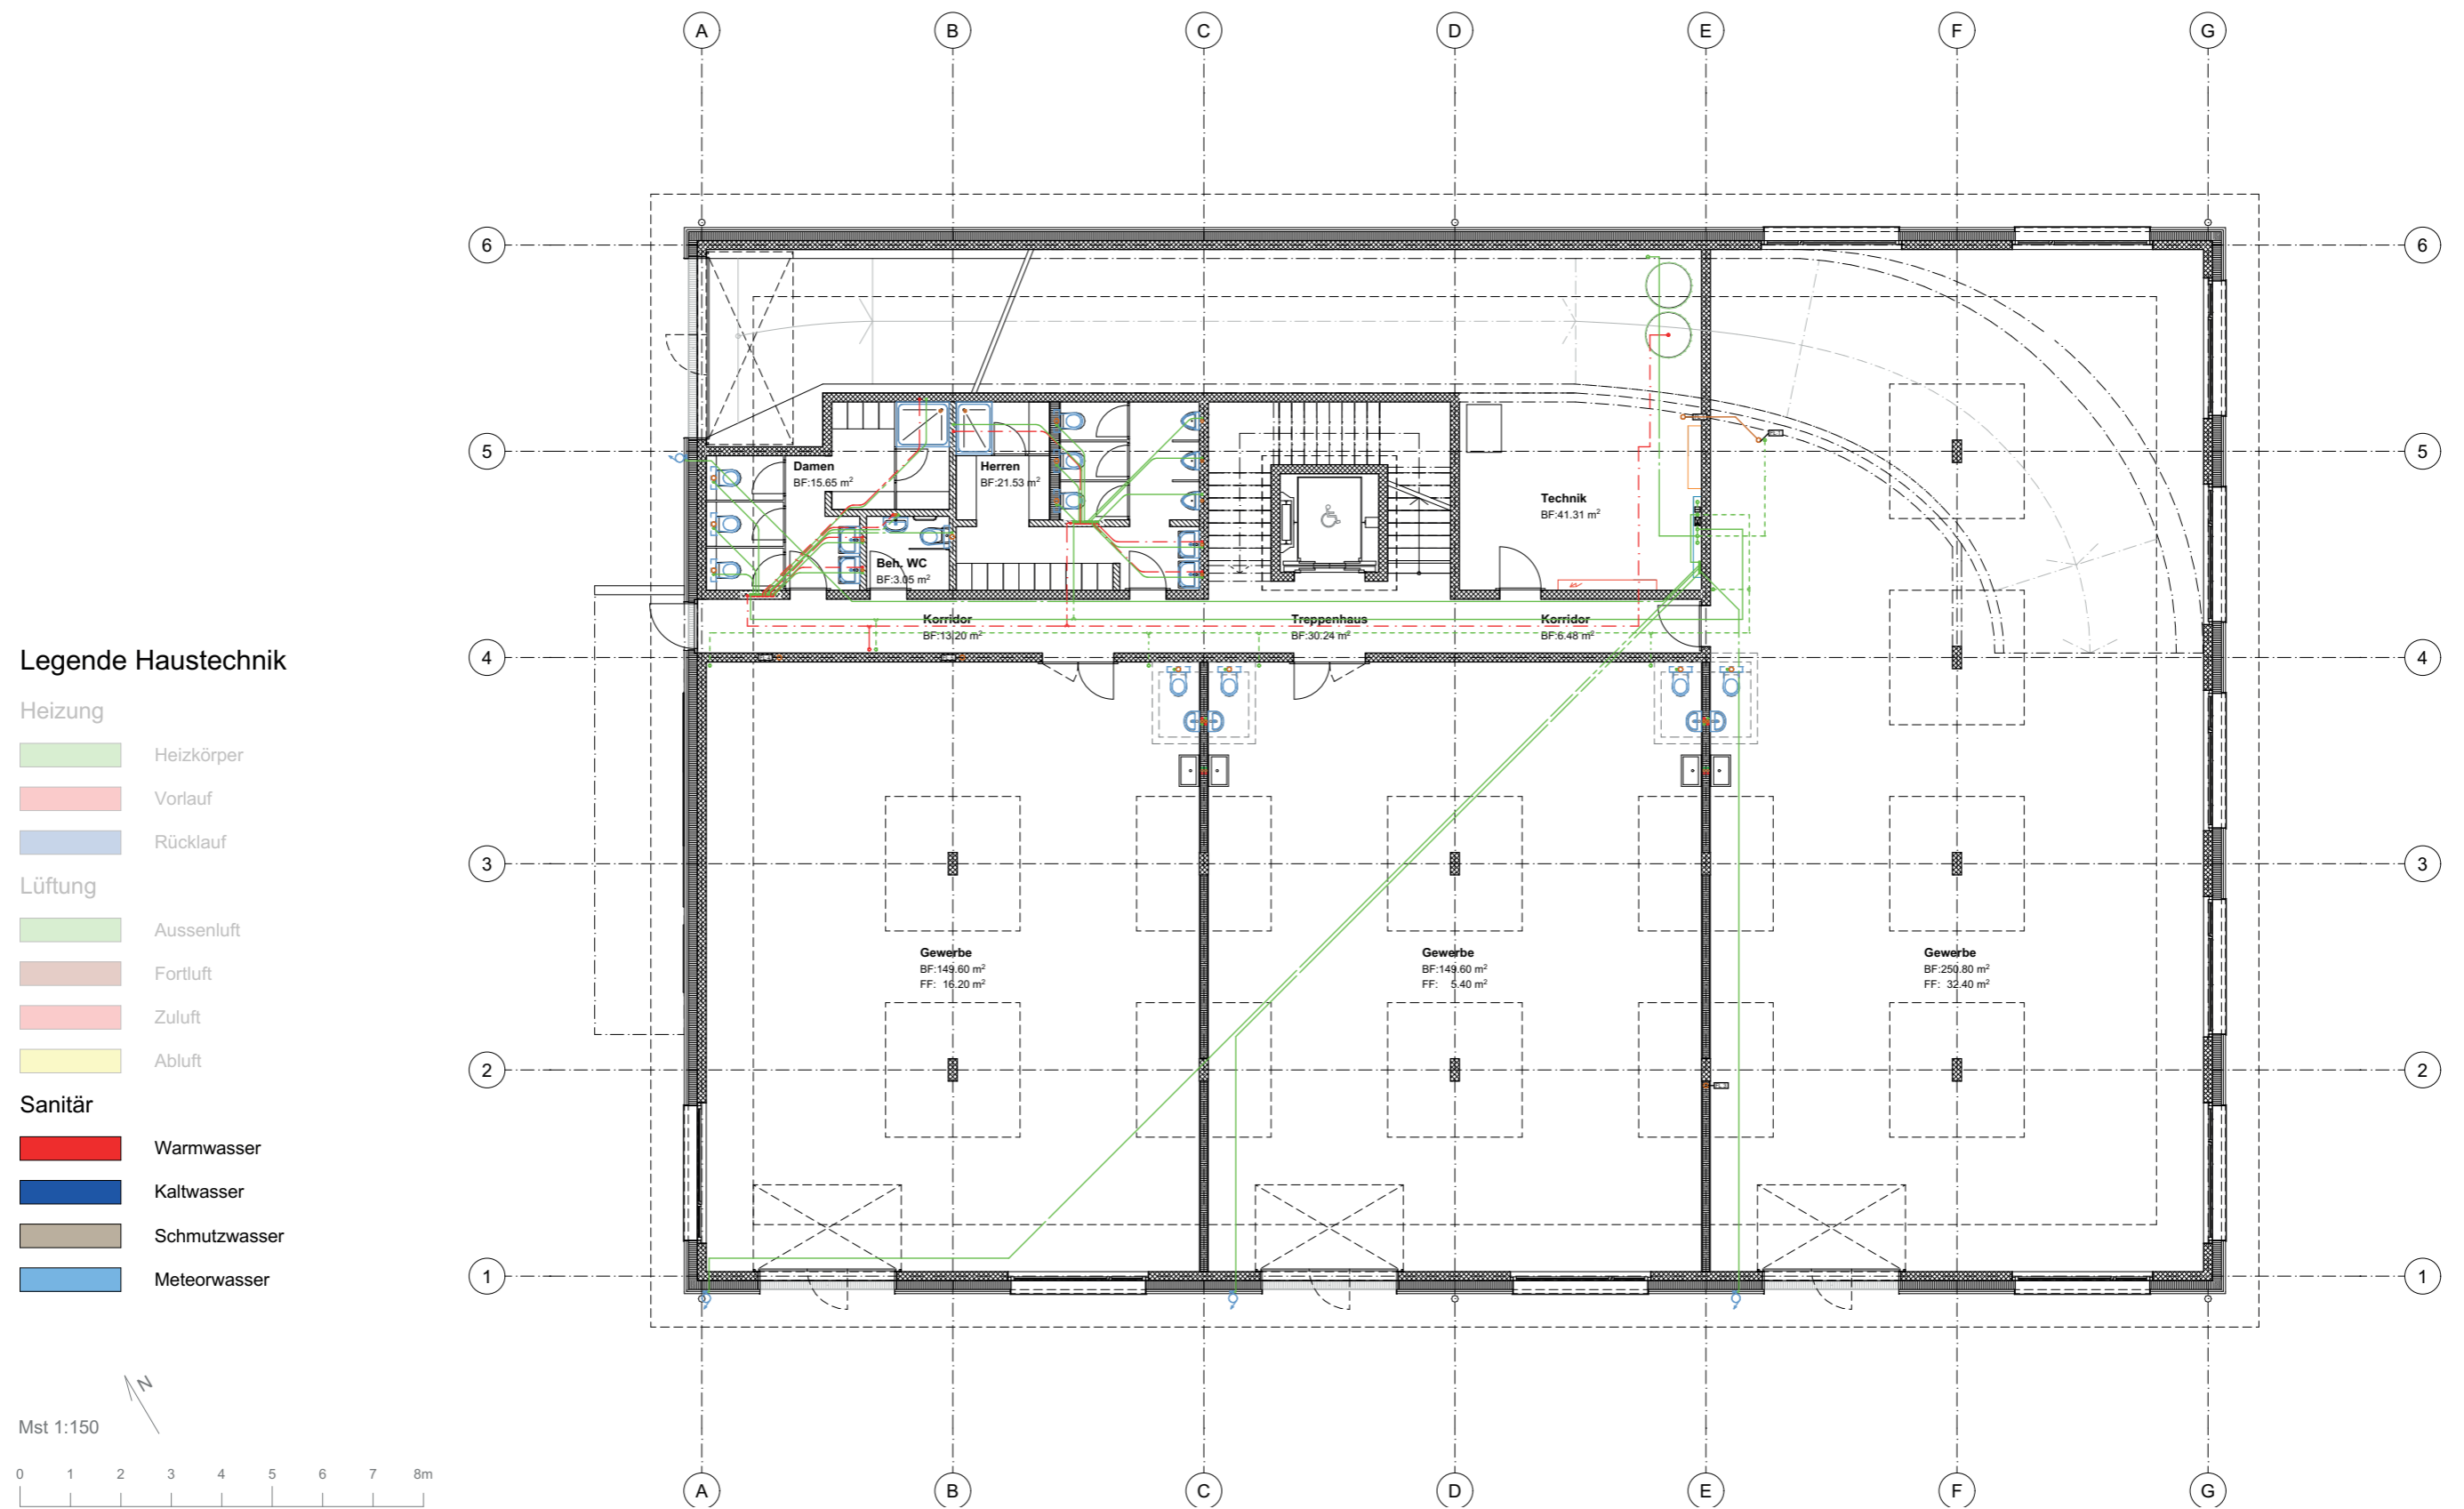 A B C D E F G
6 6
5 5
Damen
BF:15.65 m²
Herren
BF:21.53 m²
Technik
BF:41.31 m²
Beh. WC
BF:3.05 m²
Korridor
BF:13.20 m²
Treppenhaus
BF:30.24 m²
Korridor
BF:6.48 m²
4 4
3 3
Gewerbe
BF:149.60 m²
FF: 16.20 m²
Gewerbe
BF:149.60 m²
FF: 5.40 m²
Gewerbe
BF:250.80 m²
FF: 32.40 m²
2 2
1 1
A B C D E F G
Legende Haustechnik
Heizung
Heizkörper
Vorlauf
Rücklauf
Lüftung
Aussenluft
Fortluft
Zuluft
Abluft
Sanitär
Warmwasser
Kaltwasser
Schmutzwasser
Meteorwasser
N
Mst 1:150
0 1 2 3 4 5 6 7 8m